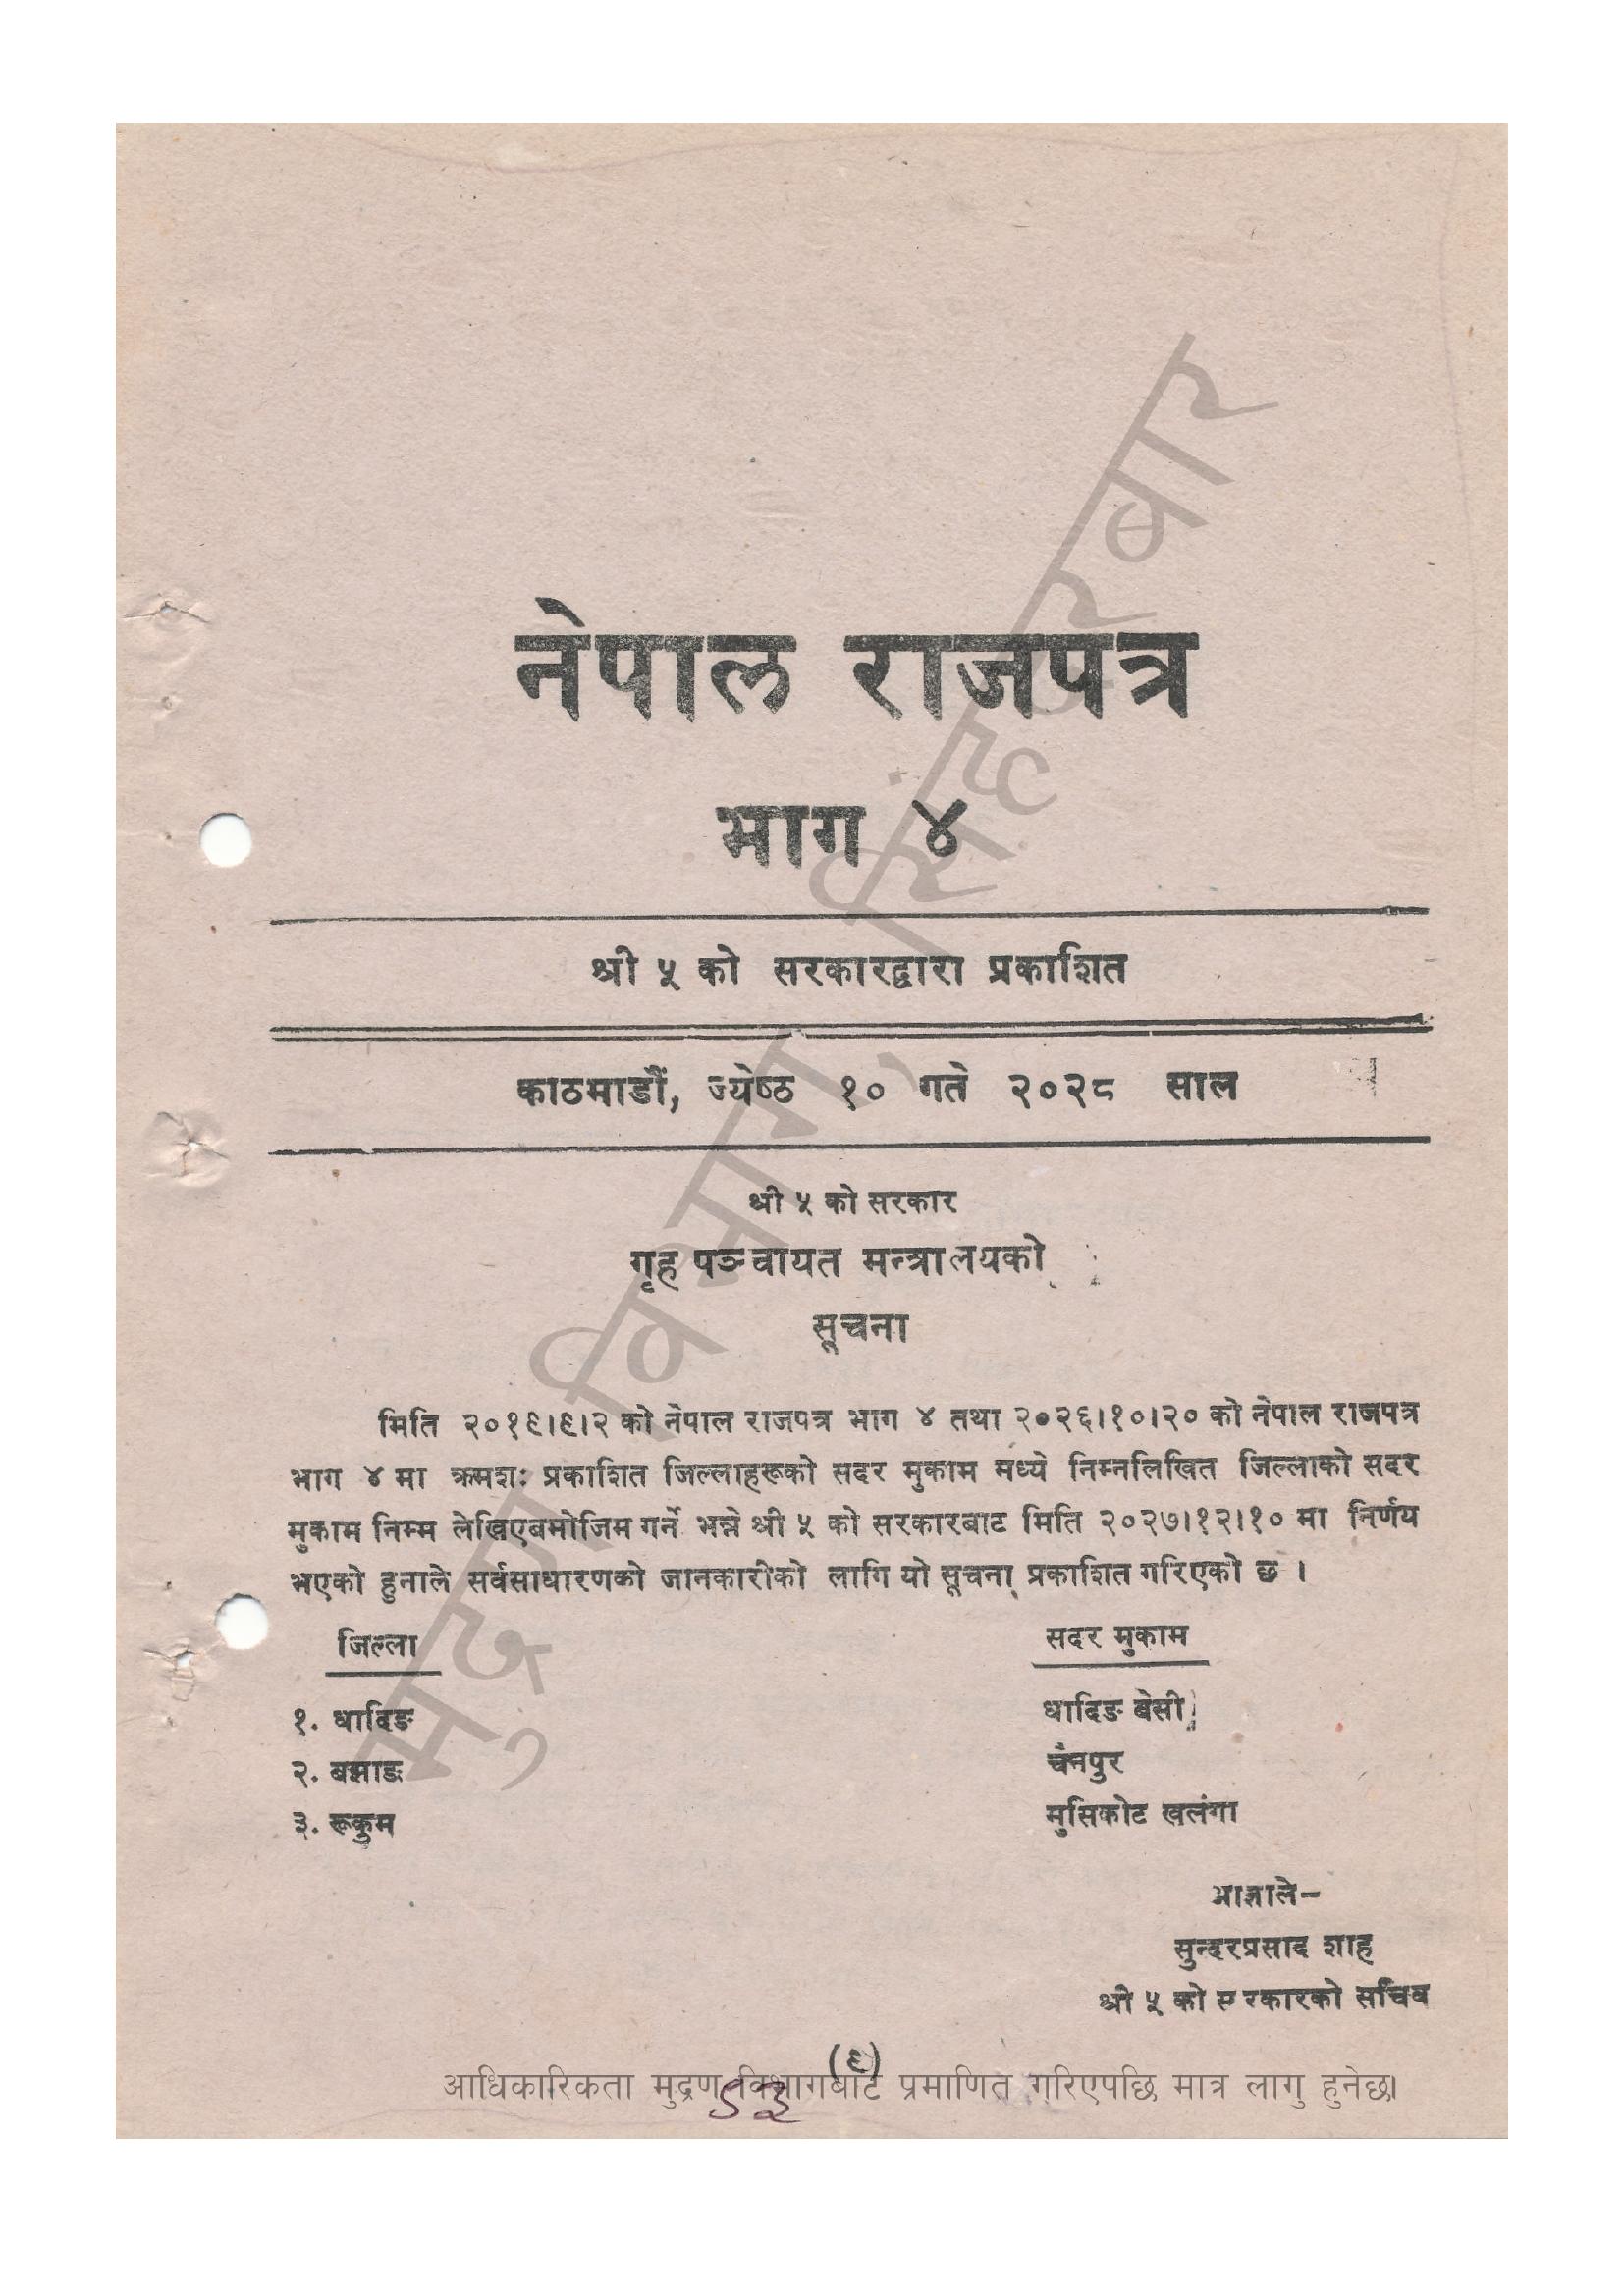 नेपाल राजपत्र
भाग ४
श्री ५ को सरकारद्वारा प्रकाशित
काठमाडौं, ज्येष्ठ १० गते २०२८ साल
श्री ५ को सरकार
गृह पञ्चायत मन्त्रालयको
सूचना
मिति २०१९।९।२ को नेपाल राजपत्र भाग ४ तथा २०२६।१०।२० को नेपाल राजपत्र
भाग ४ मा क्रमशः प्रकाशित जिल्लाहरूको सदर मुकाम मध्ये निम्नलिखित जिल्लाको सदर
मुकाम निम्म लेखिएबमोजिम गर्ने भन्ने श्री ५ को सरकारबाट मिति २०२७।१२।१० मा निर्णय
भएको हुनाले सर्वसाधारणको जानकारीको लागि यो सूचना प्रकाशित गरिएको छ ।
जिल्ला सदर मुकाम
१. धादिङ धादिङ बेसी
२. बझाङ चैनपुर
३. रूकुम मुसिकोट खलंगा
आज्ञाले-
सुन्दरप्रसाद शाह
श्री ५ को सरकारको सचिव
(६)
आधिकारिकता मुद्रण विभागबाट प्रमाणित गरिएपछि मात्र लागु हुनेछ।
मुद्रण विभाग, सिंहदरबार